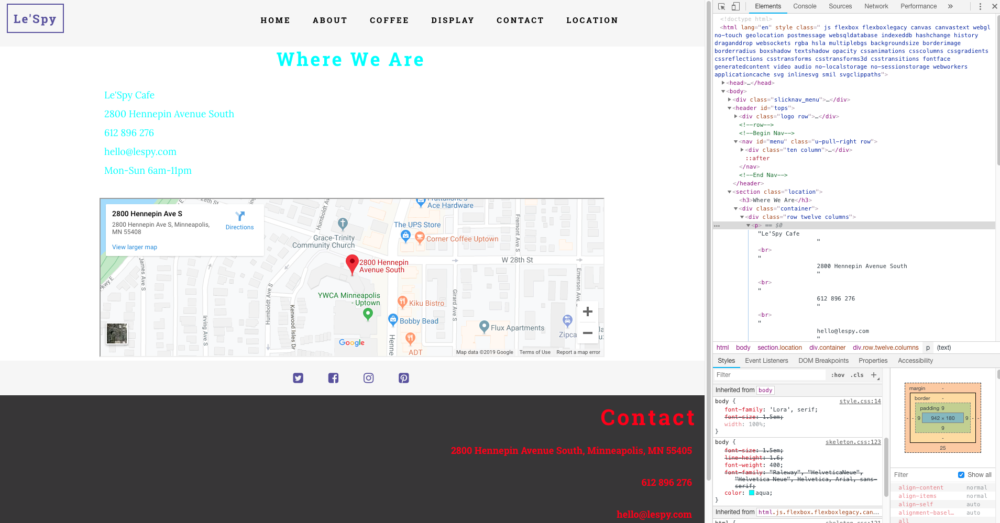 Le'Spy
HOME ABOUT COFFEE DISPLAY CONTACT LOCATION
Where We Are
Le'Spy Cafe
2800 Hennepin Avenue South
612 896 276
hello@lespy.com
Mon-Sun 6am-11pm
2800 Hennepin Ave S
2800 Hennepin Ave S, Minneapolis,
MN 55408
Directions
View larger map
28th St
Humboldt Ave
Ace Hardware
The UPS Store
Corner Coffee Uptown
Grace-Trinity
Community Church
Fremont Ave S
W 28th St
2800 Hennepin
Avenue South
James Ave S
Pkwy E
Humboldt Ave S
Emerson Ave
YWCA Minneapolis
- Uptown
Kenwood Isles Dr
Girard Ave S
Kiku Bistro
Bobby Bead
Irving Ave S
Flux Apartments
Zipca
Henne
ADT
Google
Map data ©2019 Google Terms of Use Report a map error
Contact
2800 Hennepin Avenue South, Minneapolis, MN 55405
612 896 276
hello@lespy.com
Elements Console Sources Network Performance »
<!doctype html>
<html lang="en" style class=" js flexbox flexboxlegacy canvas canvastext webgl
no-touch geolocation postmessage websqldatabase indexeddb hashchange history
draganddrop websockets rgba hsla multiplebgs backgroundsize borderimage
borderradius boxshadow textshadow opacity cssanimations csscolumns cssgradients
cssreflections csstransforms csstransforms3d csstransitions fontface
generatedcontent video audio no-localstorage no-sessionstorage webworkers
applicationcache svg inlinesvg smil svgclippaths">
<head>…</head>
<body>
<div class="slicknav_menu">…</div>
<header id="tops">
<div class="logo row">…</div>
<!--row-->
<!--Begin Nav-->
<nav id="menu" class="u-pull-right row">
<div class="ten column">…</div>
::after
</nav>
<!--End Nav-->
</header>
<section class="location">
<h3>Where We Are</h3>
<div class="container">
<div class="row twelve columns">
… <p> == $0
"Le'Spy Cafe
"
<br>
"
2800 Hennepin Avenue South
"
<br>
"
612 896 276
"
<br>
"
hello@lespy.com
"
html body section.location div.container div.row.twelve.columns p (text)
Styles Event Listeners DOM Breakpoints Properties Accessibility
Filter :hov .cls +
Inherited from body
body { style.css:14
font-family: 'Lora', serif;
font-size: 1.5em;
width: 100%;
}
body { skeleton.css:123
font-size: 1.5em;
line-height: 1.6;
font-weight: 400;
font-family: "Raleway", "HelveticaNeue",
"Helvetica Neue", Helvetica, Arial, sans-
serif;
color: aqua;
}
Inherited from html.js.flexbox.flexboxlegacy.can…
html { skeleton.css:121
margin -
border -
padding 9
- - 9 942 × 180 9 - -
9
-
25
Filter Show all
align-content normal
align-items normal
align-self auto
alignment-basel… auto
all